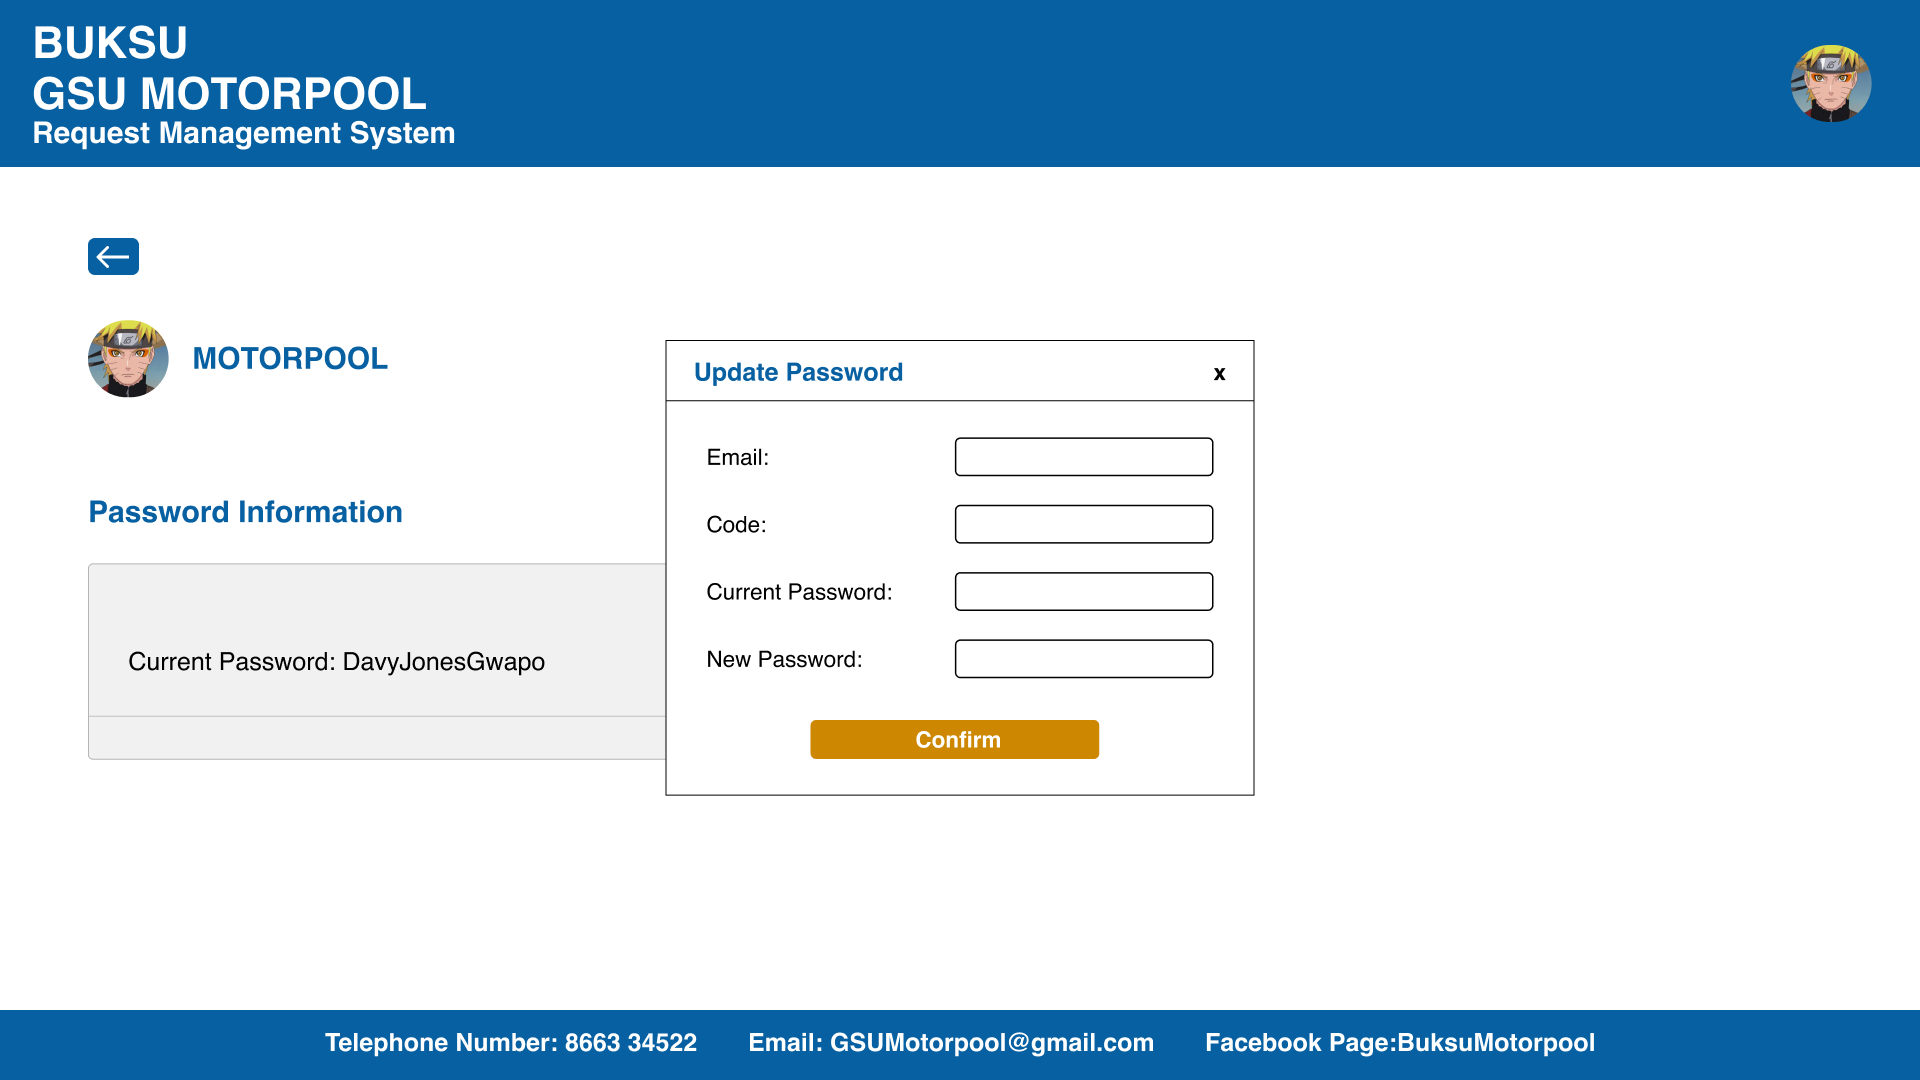 BUKSU
GSU MOTORPOOL
Request Management System
MOTORPOOL
Password Information
Current Password: DavyJonesGwapo
Update Password
x
Email:
Code:
Current Password:
New Password:
Confirm
Telephone Number: 8663 34522 Email: GSUMotorpool@gmail.com Facebook Page:BuksuMotorpool